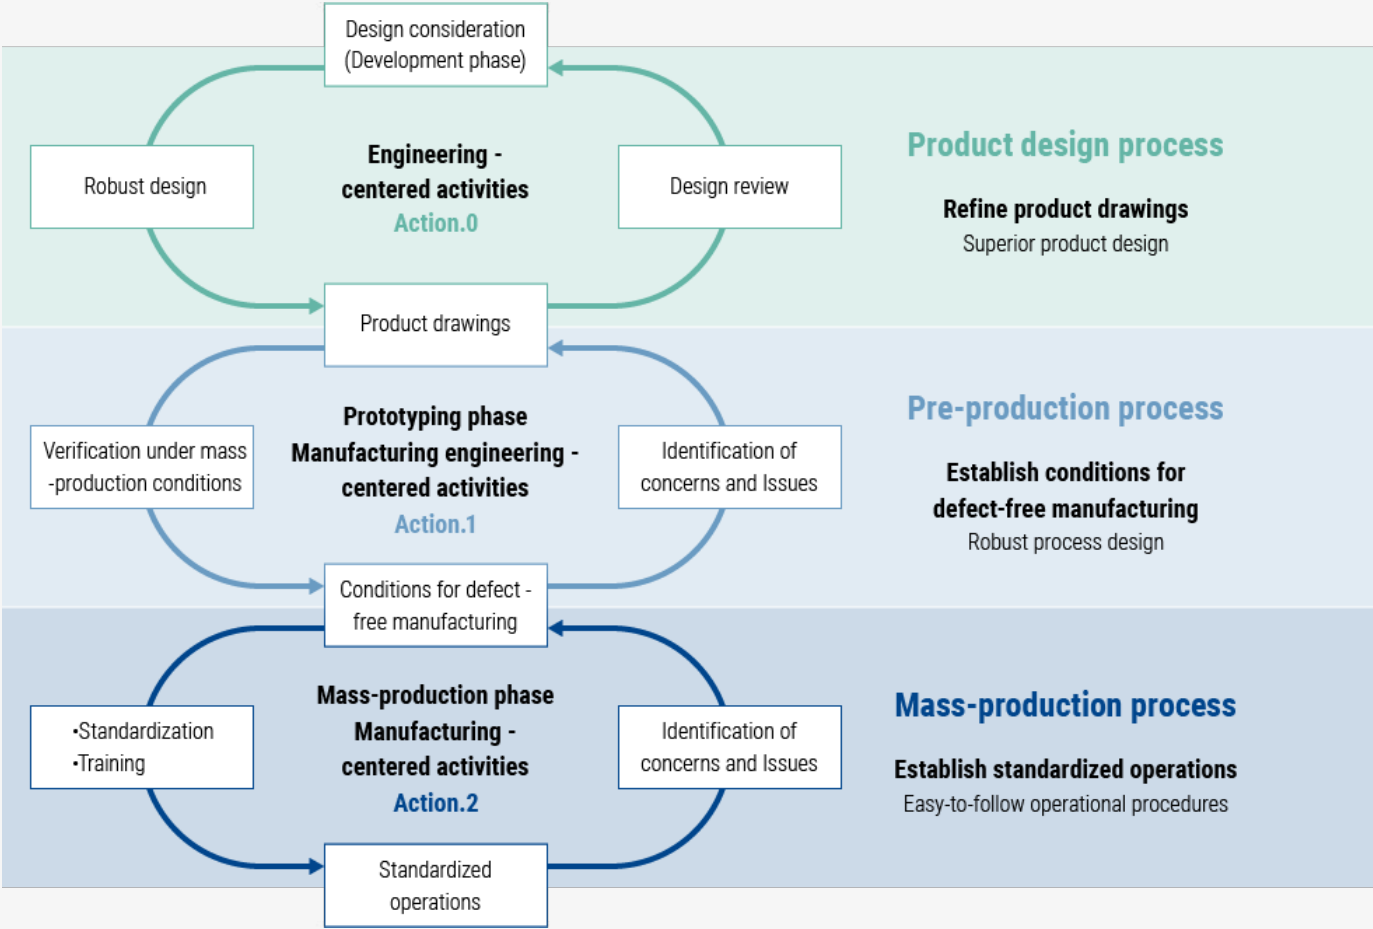 Design consideration
(Development phase)
Robust design
Engineering -
centered activities
Action.0
Design review
Product design process
Refine product drawings
Superior product design
Product drawings
Verification under mass
-production conditions
Prototyping phase
Manufacturing engineering -
centered activities
Action.1
Identification of
concerns and Issues
Pre-production process
Establish conditions for
defect-free manufacturing
Robust process design
Conditions for defect -
free manufacturing
•Standardization
•Training
Mass-production phase
Manufacturing -
centered activities
Action.2
Identification of
concerns and Issues
Mass-production process
Establish standardized operations
Easy-to-follow operational procedures
Standardized
operations